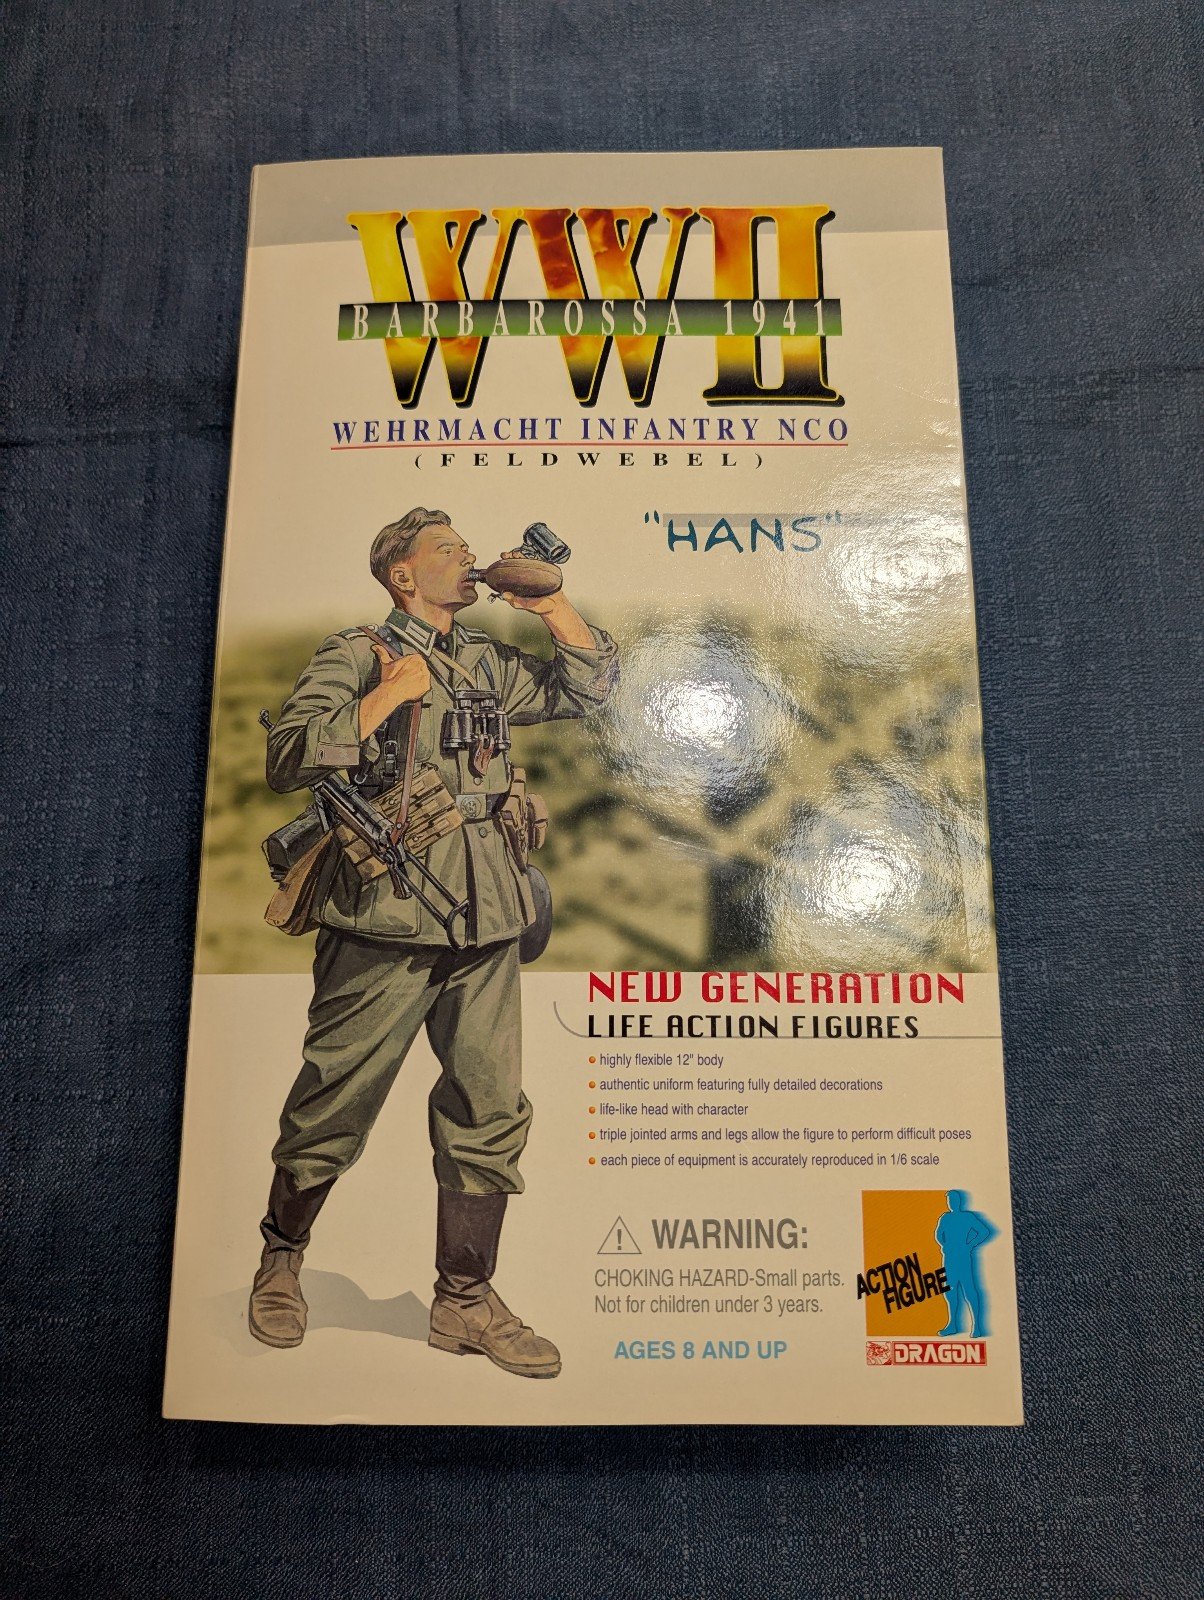 WWII
BARBAROSSA 1941
WEHRMACHT INFANTRY NCO
(FELDWEBEL)
"HANS"
NEW GENERATION
LIFE ACTION FIGURES
highly flexible 12" body
authentic uniform featuring fully detailed decorations
life-like head with character
triple jointed arms and legs allow the figure to perform difficult poses
each piece of equipment is accurately reproduced in 1/6 scale
WARNING:
CHOKING HAZARD-Small parts.
Not for children under 3 years.
AGES 8 AND UP
ACTION
FIGURE
DRAGON